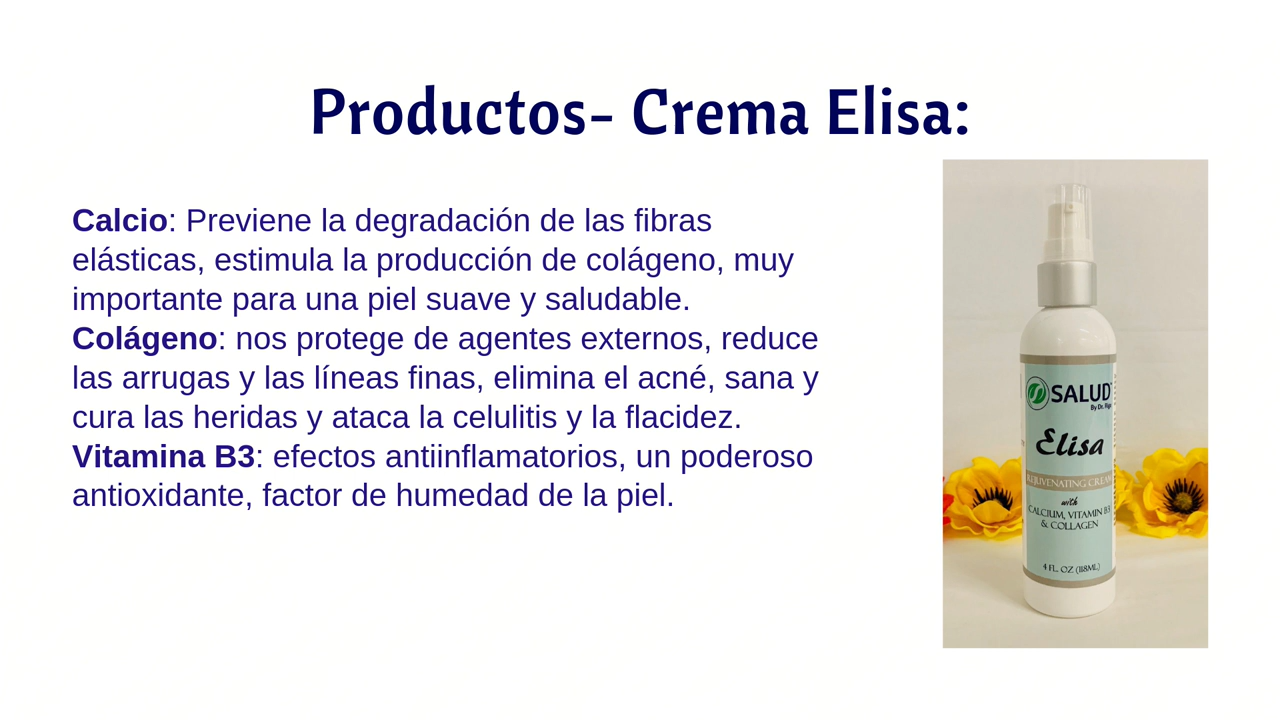 Productos- Crema Elisa:
Calcio: Previene la degradación de las fibras
elásticas, estimula la producción de colágeno, muy
importante para una piel suave y saludable.
Colágeno: nos protege de agentes externos, reduce
las arrugas y las líneas finas, elimina el acné, sana y
cura las heridas y ataca la celulitis y la flacidez.
Vitamina B3: efectos antiinflamatorios, un poderoso
antioxidante, factor de humedad de la piel.
SALUD
By Dr.
Elisa
REJUVENATING CREAM
with
CALCIUM, VITAMIN B3
& COLLAGEN
4 FL. OZ (118ML)